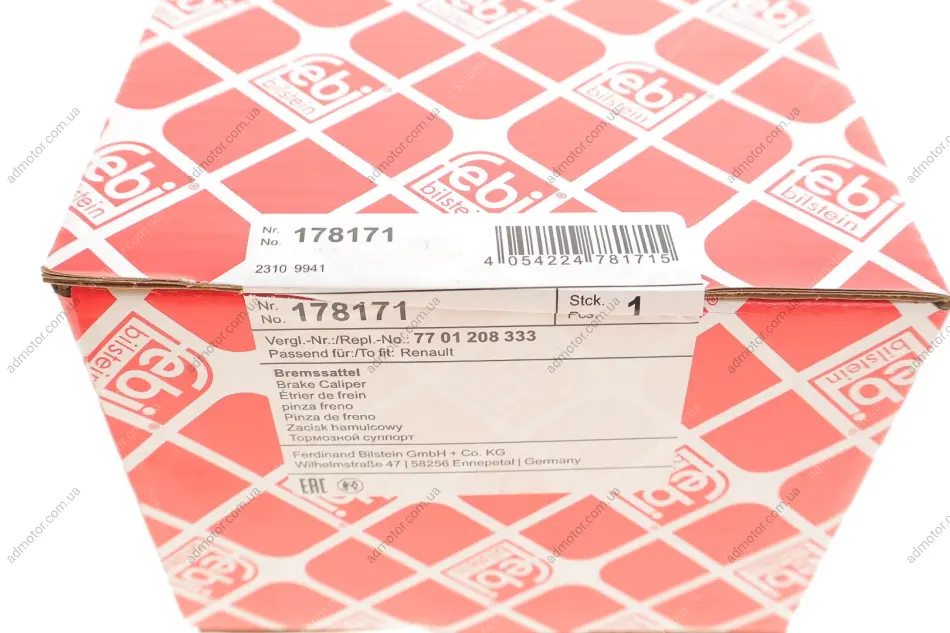 febi
bilstein
Nr.
No. 178171
4 054224 781715
2310 9941
Nr.
No. 178171
Stck. 1
Vergl.-Nr.:/Repl.-No.: 77 01 208 333
Passend für:/To fit: Renault
Bremssattel
Brake Caliper
Étrier de frein
pinza freno
Pinza de freno
Zacisk hamulcowy
Тормозной суппорт
Ferdinand Bilstein GmbH + Co. KG
Wilhelmstraße 47 | 58256 Ennepetal | Germany
EAC
admotor.com.ua